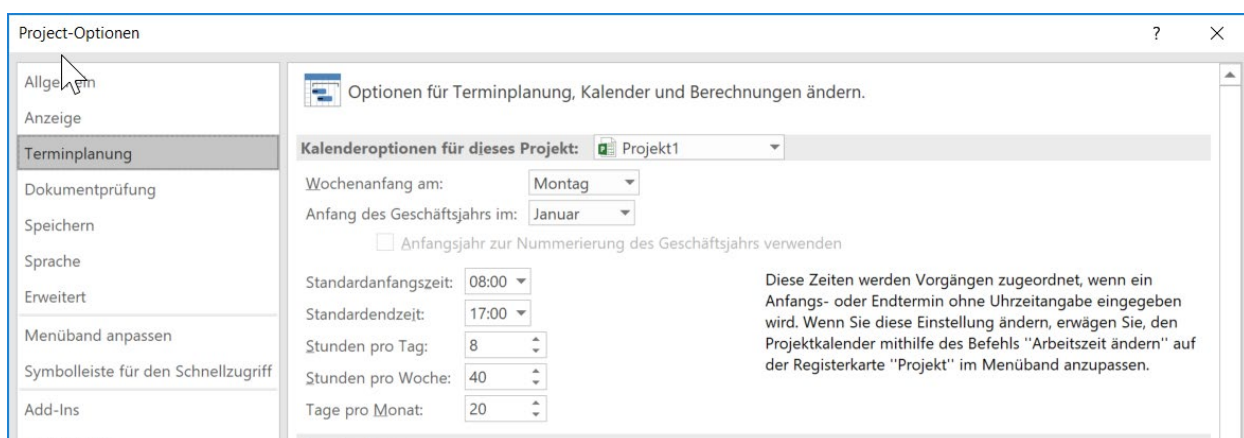 Project-Optionen
?
Allgemein
Anzeige
Terminplanung
Dokumentprüfung
Speichern
Sprache
Erweitert
Menüband anpassen
Symbolleiste für den Schnellzugriff
Add-Ins
Optionen für Terminplanung, Kalender und Berechnungen ändern.
Kalenderoptionen für dieses Projekt: Projekt1
Wochenanfang am: Montag
Anfang des Geschäftsjahrs im: Januar
Anfangsjahr zur Nummerierung des Geschäftsjahrs verwenden
Standardanfangszeit: 08:00
Standardendzeit: 17:00
Stunden pro Tag: 8
Stunden pro Woche: 40
Tage pro Monat: 20
Diese Zeiten werden Vorgängen zugeordnet, wenn ein
Anfangs- oder Endtermin ohne Uhrzeitangabe eingegeben
wird. Wenn Sie diese Einstellung ändern, erwägen Sie, den
Projektkalender mithilfe des Befehls "Arbeitszeit ändern" auf
der Registerkarte "Projekt" im Menüband anzupassen.